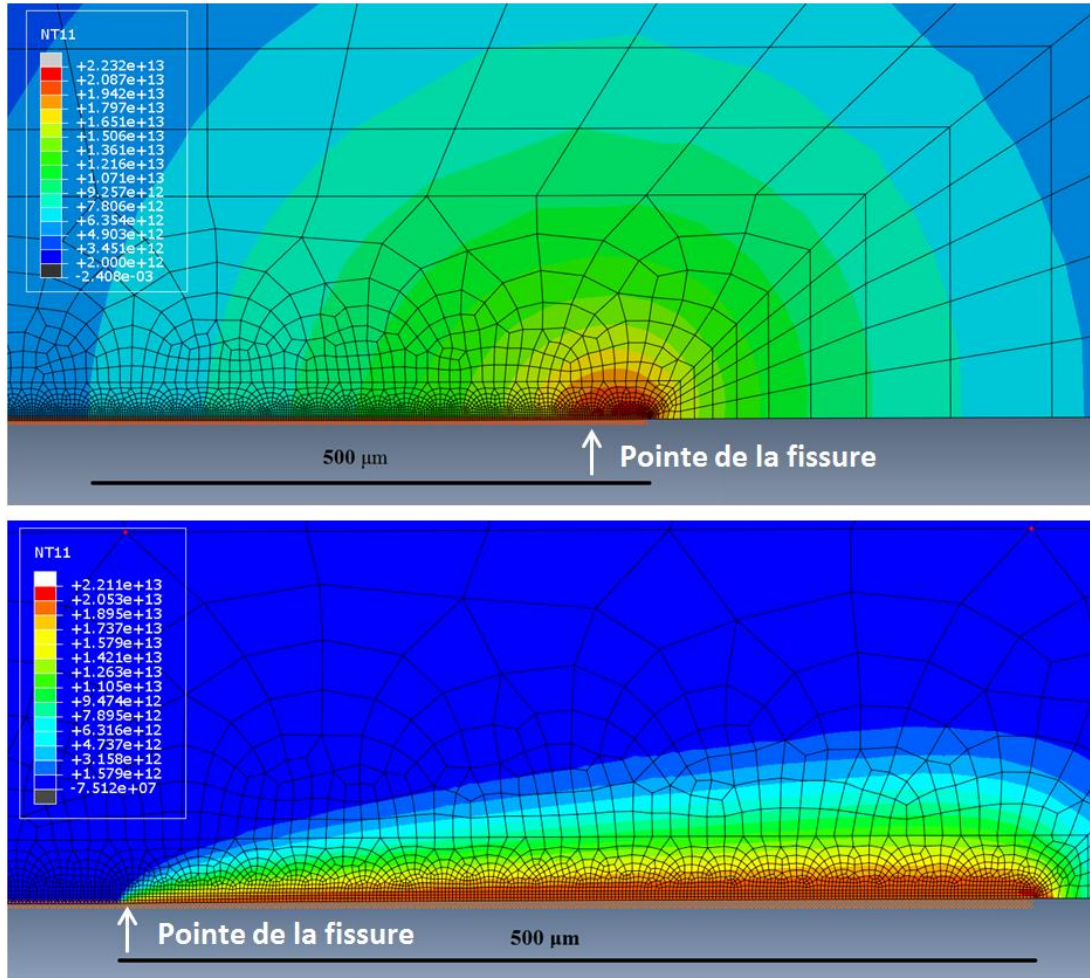 NT11
+2.232e+13
+2.087e+13
+1.942e+13
+1.797e+13
+1.651e+13
+1.506e+13
+1.361e+13
+1.216e+13
+1.071e+13
+9.257e+12
+7.806e+12
+6.354e+12
+4.903e+12
+3.451e+12
+2.000e+12
-2.408e-03
500 μm
Pointe de la fissure
NT11
+2.211e+13
+2.053e+13
+1.895e+13
+1.737e+13
+1.579e+13
+1.421e+13
+1.263e+13
+1.105e+13
+9.474e+12
+7.895e+12
+6.316e+12
+4.737e+12
+3.158e+12
+1.579e+12
-7.512e+07
Pointe de la fissure
500 μm